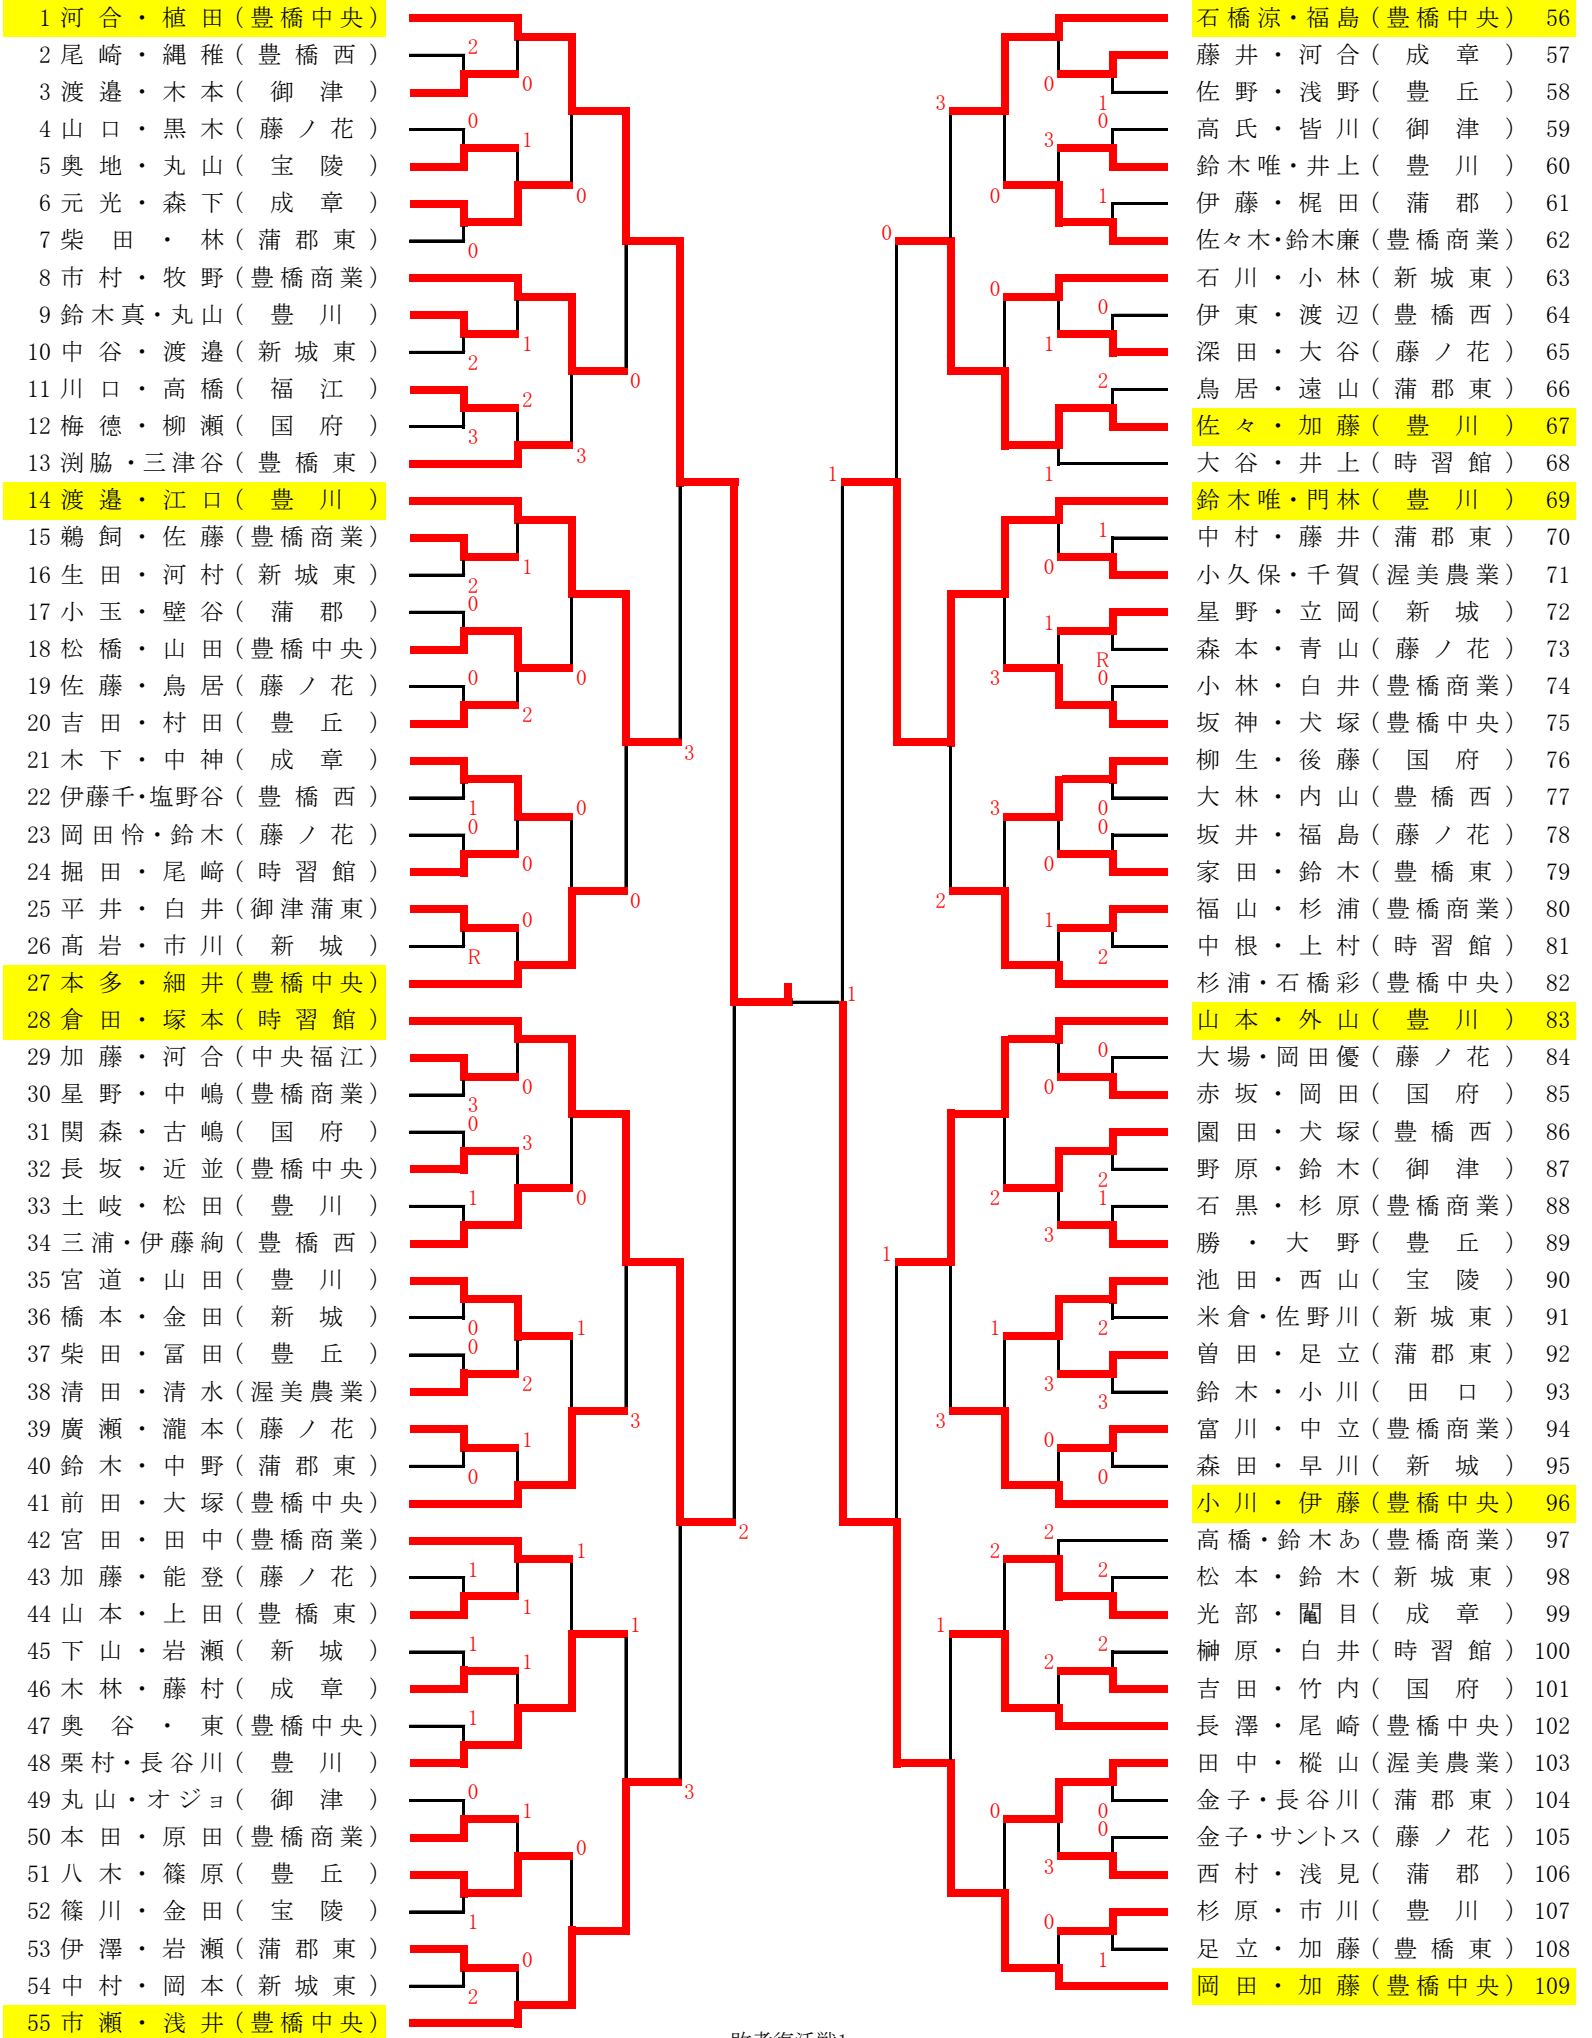 1 河合・植田(豊橋中央)
2 尾崎・縄稚(豊橋西)
3 渡邉・木本(御津)
4 山口・黒木(藤ノ花)
5 奥地・丸山(宝陵)
6 元光・森下(成章)
7 柴田・林(蒲郡東)
8 市村・牧野(豊橋商業)
9 鈴木真・丸山(豊川)
10 中谷・渡邉(新城東)
11 川口・高橋(福江)
12 梅徳・柳瀬(国府)
13 渕脇・三津谷(豊橋東)
14 渡邉・江口(豊川)
15 鵜飼・佐藤(豊橋商業)
16 生田・河村(新城東)
17 小玉・壁谷(蒲郡)
18 松橋・山田(豊橋中央)
19 佐藤・鳥居(藤ノ花)
20 吉田・村田(豊丘)
21 木下・中神(成章)
22 伊藤千・塩野谷(豊橋西)
23 岡田怜・鈴木(藤ノ花)
24 掘田・尾﨑(時習館)
25 平井・白井(御津蒲東)
26 髙岩・市川(新城)
27 本多・細井(豊橋中央)
28 倉田・塚本(時習館)
29 加藤・河合(中央福江)
30 星野・中嶋(豊橋商業)
31 関森・古嶋(国府)
32 長坂・近並(豊橋中央)
33 土岐・松田(豊川)
34 三浦・伊藤絢(豊橋西)
35 宮道・山田(豊川)
36 橋本・金田(新城)
37 柴田・冨田(豊丘)
38 清田・清水(渥美農業)
39 廣瀬・瀧本(藤ノ花)
40 鈴木・中野(蒲郡東)
41 前田・大塚(豊橋中央)
42 宮田・田中(豊橋商業)
43 加藤・能登(藤ノ花)
44 山本・上田(豊橋東)
45 下山・岩瀬(新城)
46 木林・藤村(成章)
47 奥谷・東(豊橋中央)
48 栗村・長谷川(豊川)
49 丸山・オジョ(御津)
50 本田・原田(豊橋商業)
51 八木・篠原(豊丘)
52 篠川・金田(宝陵)
53 伊澤・岩瀬(蒲郡東)
54 中村・岡本(新城東)
55 市瀬・浅井(豊橋中央)
石橋涼・福島(豊橋中央) 56
藤井・河合(成章) 57
佐野・浅野(豊丘) 58
高氏・皆川(御津) 59
鈴木唯・井上(豊川) 60
伊藤・梶田(蒲郡) 61
佐々木・鈴木廉(豊橋商業) 62
石川・小林(新城東) 63
伊東・渡辺(豊橋西) 64
深田・大谷(藤ノ花) 65
鳥居・遠山(蒲郡東) 66
佐々・加藤(豊川) 67
大谷・井上(時習館) 68
鈴木唯・門林(豊川) 69
中村・藤井(蒲郡東) 70
小久保・千賀(渥美農業) 71
星野・立岡(新城) 72
森本・青山(藤ノ花) 73
小林・白井(豊橋商業) 74
坂神・犬塚(豊橋中央) 75
柳生・後藤(国府) 76
大林・内山(豊橋西) 77
坂井・福島(藤ノ花) 78
家田・鈴木(豊橋東) 79
福山・杉浦(豊橋商業) 80
中根・上村(時習館) 81
杉浦・石橋彩(豊橋中央) 82
山本・外山(豊川) 83
大場・岡田優(藤ノ花) 84
赤坂・岡田(国府) 85
園田・犬塚(豊橋西) 86
野原・鈴木(御津) 87
石黒・杉原(豊橋商業) 88
勝・大野(豊丘) 89
池田・西山(宝陵) 90
米倉・佐野川(新城東) 91
曽田・足立(蒲郡東) 92
鈴木・小川(田口) 93
富川・中立(豊橋商業) 94
森田・早川(新城) 95
小川・伊藤(豊橋中央) 96
高橋・鈴木あ(豊橋商業) 97
松本・鈴木(新城東) 98
光部・鬮目(成章) 99
榊原・白井(時習館) 100
吉田・竹内(国府) 101
長澤・尾崎(豊橋中央) 102
田中・樅山(渥美農業) 103
金子・長谷川(蒲郡東) 104
金子・サントス(藤ノ花) 105
西村・浅見(蒲郡) 106
杉原・市川(豊川) 107
足立・加藤(豊橋東) 108
岡田・加藤(豊橋中央) 109